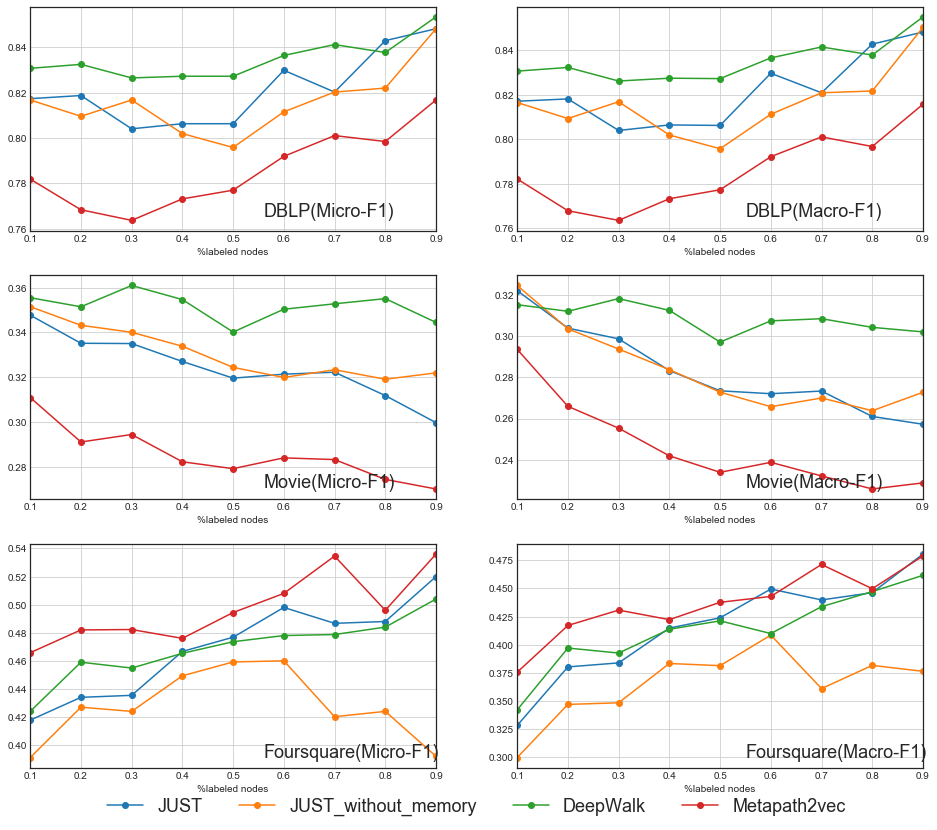 0.84
0.82
0.80
0.78
0.76
DBLP(Micro-F1)
0.1 0.2 0.3 0.4 0.5 0.6 0.7 0.8 0.9
%labeled nodes
0.84
0.82
0.80
0.78
0.76
DBLP(Macro-F1)
0.1 0.2 0.3 0.4 0.5 0.6 0.7 0.8 0.9
%labeled nodes
0.36
0.34
0.32
0.30
0.28
Movie(Micro-F1)
0.1 0.2 0.3 0.4 0.5 0.6 0.7 0.8 0.9
%labeled nodes
0.32
0.30
0.28
0.26
0.24
Movie(Macro-F1)
0.1 0.2 0.3 0.4 0.5 0.6 0.7 0.8 0.9
%labeled nodes
0.54
0.52
0.50
0.48
0.46
0.44
0.42
0.40
Foursquare(Micro-F1)
0.1 0.2 0.3 0.4 0.5 0.6 0.7 0.8 0.9
%labeled nodes
0.475
0.450
0.425
0.400
0.375
0.350
0.325
0.300
Foursquare(Macro-F1)
0.1 0.2 0.3 0.4 0.5 0.6 0.7 0.8 0.9
%labeled nodes
JUST JUST_without_memory DeepWalk Metapath2vec